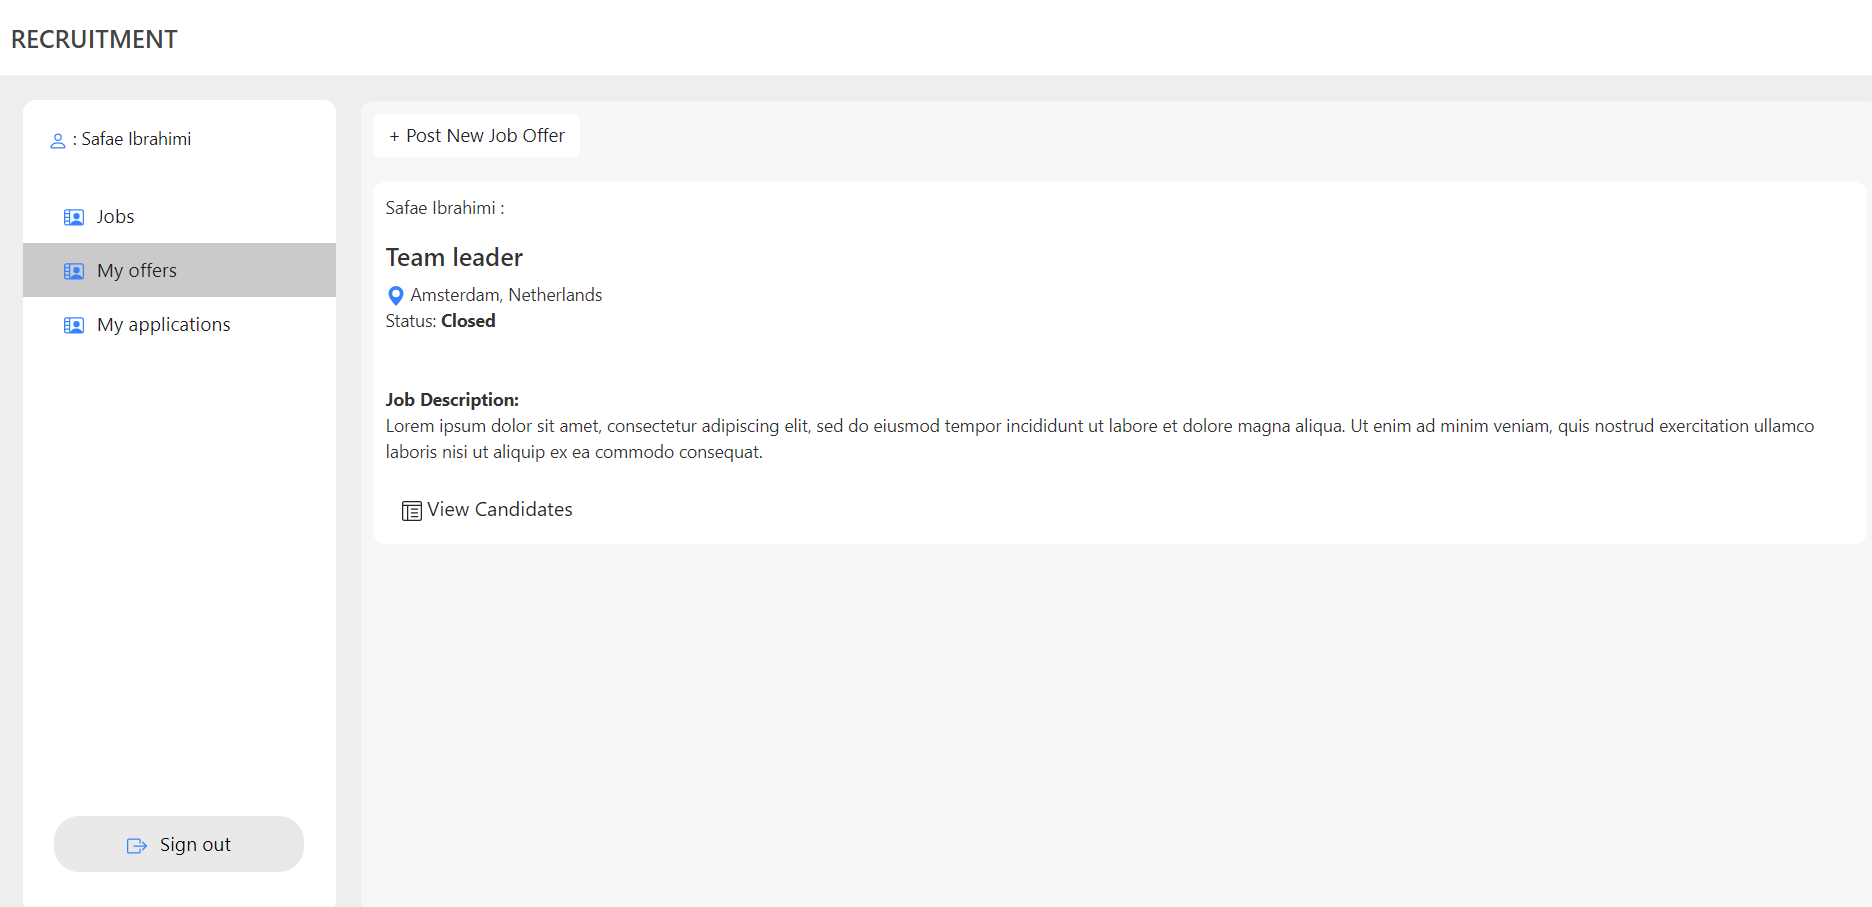 RECRUITMENT
: Safae Ibrahimi
Jobs
My offers
My applications
Sign out
+ Post New Job Offer
Safae Ibrahimi :
Team leader
Amsterdam, Netherlands
Status: Closed
Job Description:
Lorem ipsum dolor sit amet, consectetur adipiscing elit, sed do eiusmod tempor incididunt ut labore et dolore magna aliqua. Ut enim ad minim veniam, quis nostrud exercitation ullamco
laboris nisi ut aliquip ex ea commodo consequat.
View Candidates